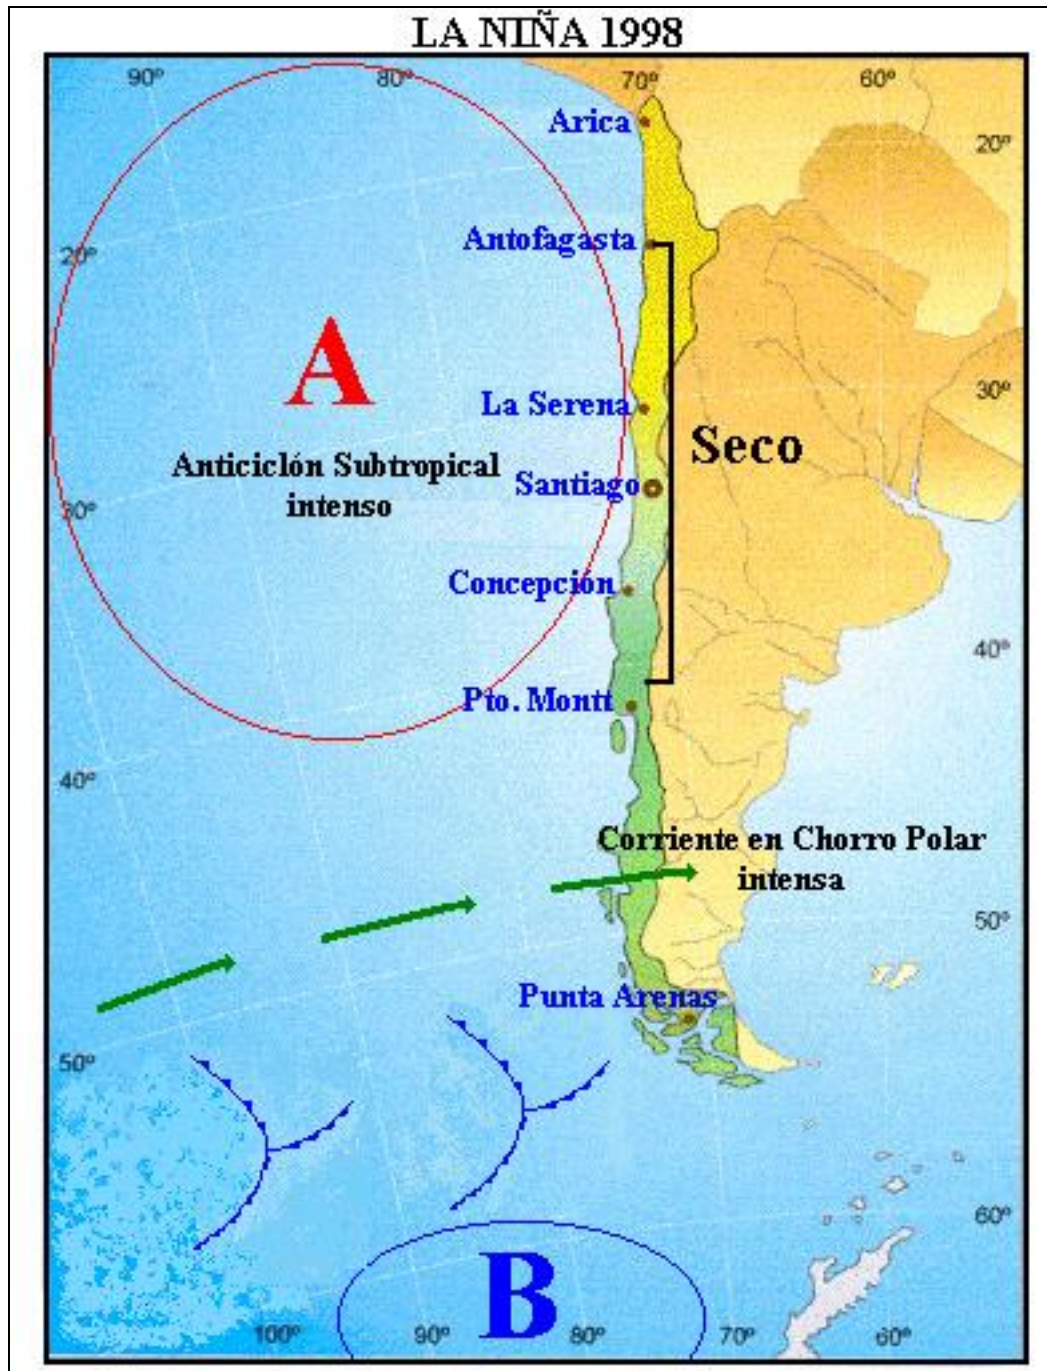 LA NIÑA 1998
90º 80º 70º 60º
Arica
20º
Antofagasta
20º
A
30º
La Serena
Seco
Anticiclón Subtropical
intenso
Santiago
30º
Concepción
40º
Pto. Montt
40º
Corriente en Chorro Polar
intensa
50º
Punta Arenas
50º
60º
B
100º 90º 80º 70º 60º